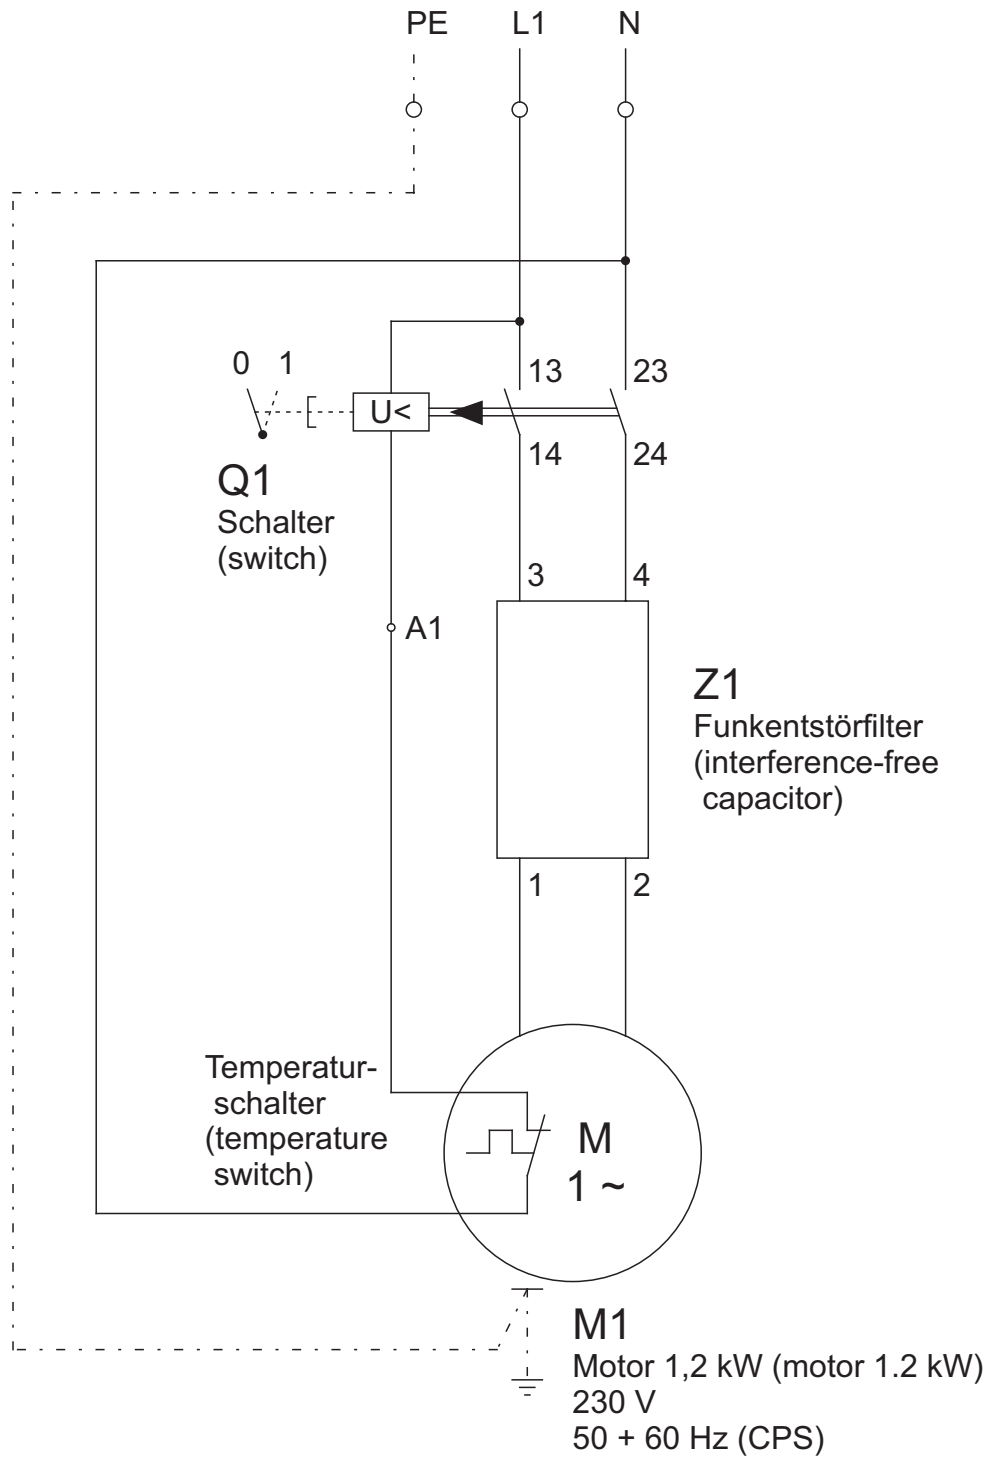 PE L1 N
0 1
13 23
U<
14 24
Q1
Schalter
(switch)
3 4
A1
Z1
Funkentstörfilter
(interference-free
capacitor)
1 2
Temperatur-
schalter
(temperature
switch)
M
1 ~
M1
Motor 1,2 kW (motor 1.2 kW)
230 V
50 + 60 Hz (CPS)